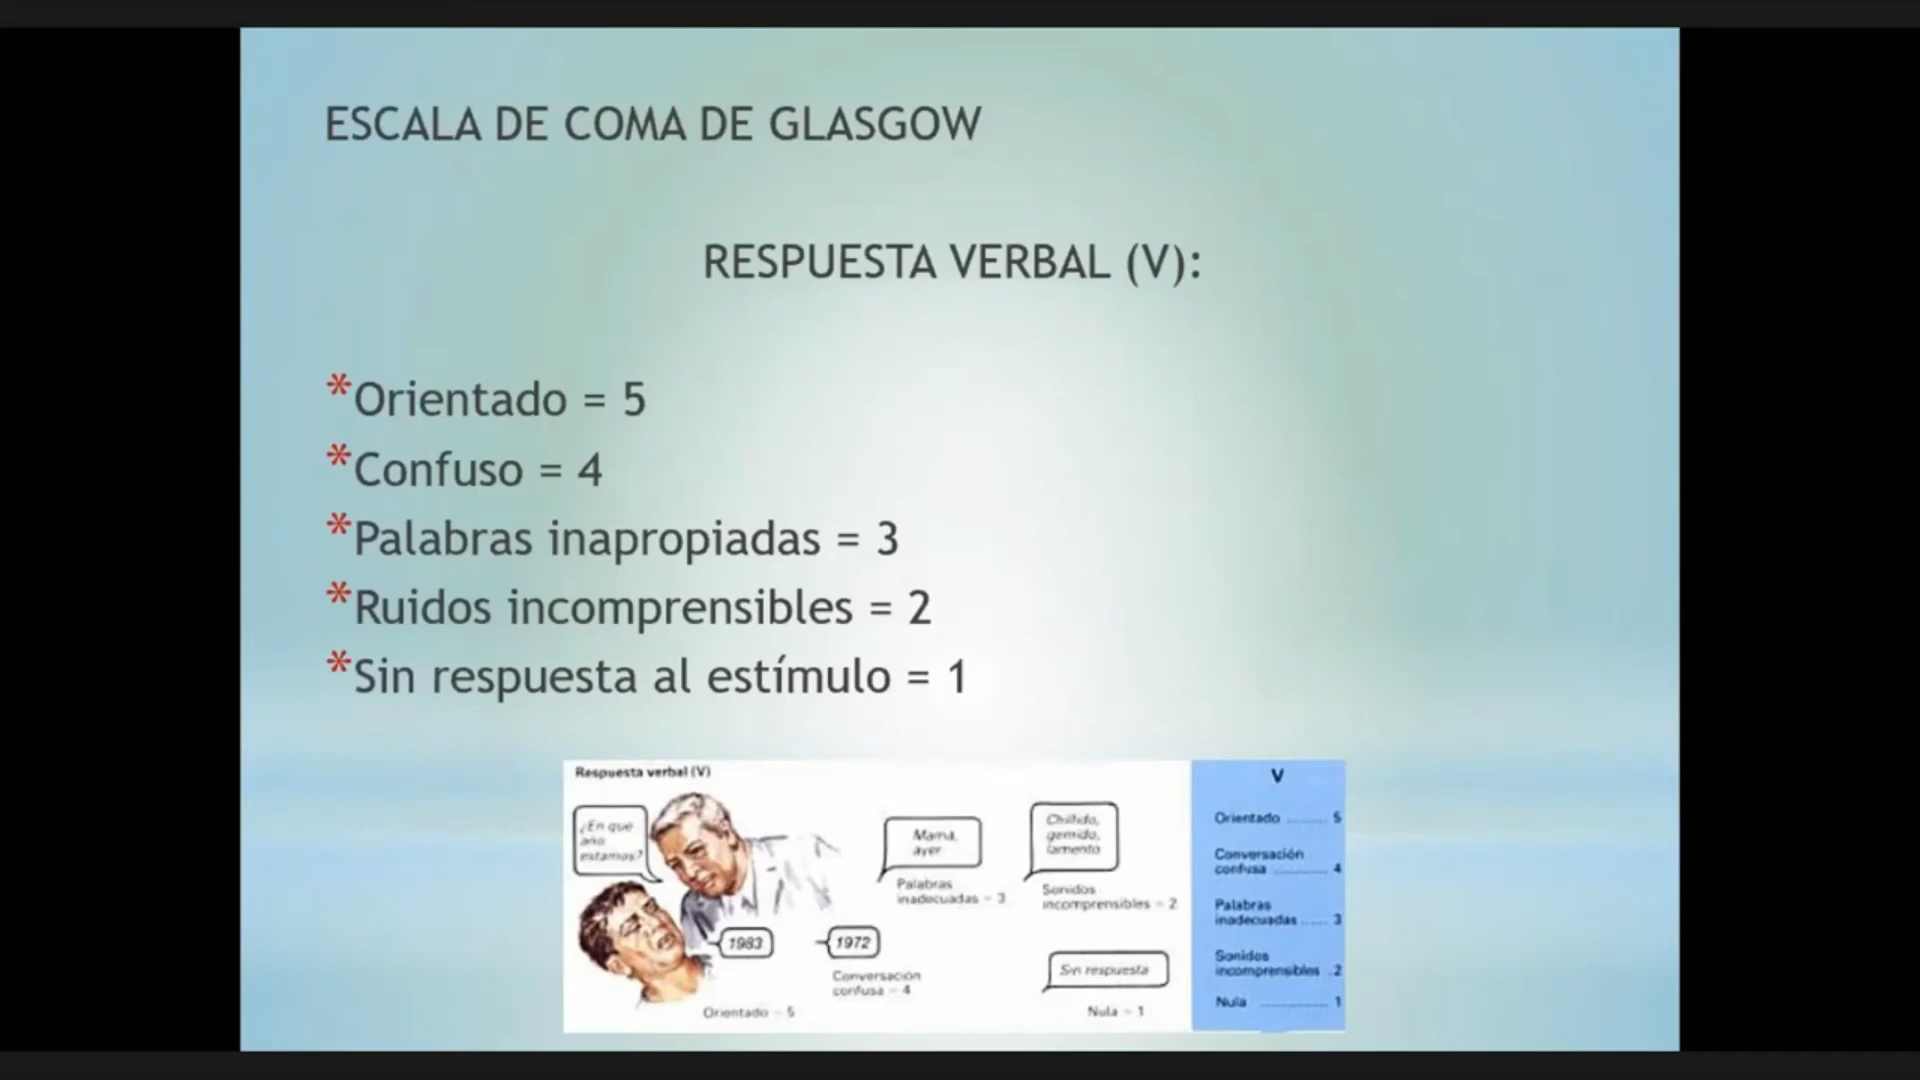 ESCALA DE COMA DE GLASGOW
RESPUESTA VERBAL (V):
*Orientado = 5
*Confuso = 4
*Palabras inapropiadas = 3
*Ruidos incomprensibles = 2
*Sin respuesta al estímulo = 1
Respuesta verbal (V)
¿En que
año
estamos?
1983
Orientado = 5
1972
Conversación
confusa = 4
Mamá,
ayer
Palabras
inadecuadas = 3
Chillido,
gemido,
lamento
Sonidos
incomprensibles = 2
Sin respuesta
Nula = 1
V
Orientado ........ 5
Conversación
confusa ........... 4
Palabras
inadecuadas ...... 3
Sonidos
incomprensibles . 2
Nula .............. 1